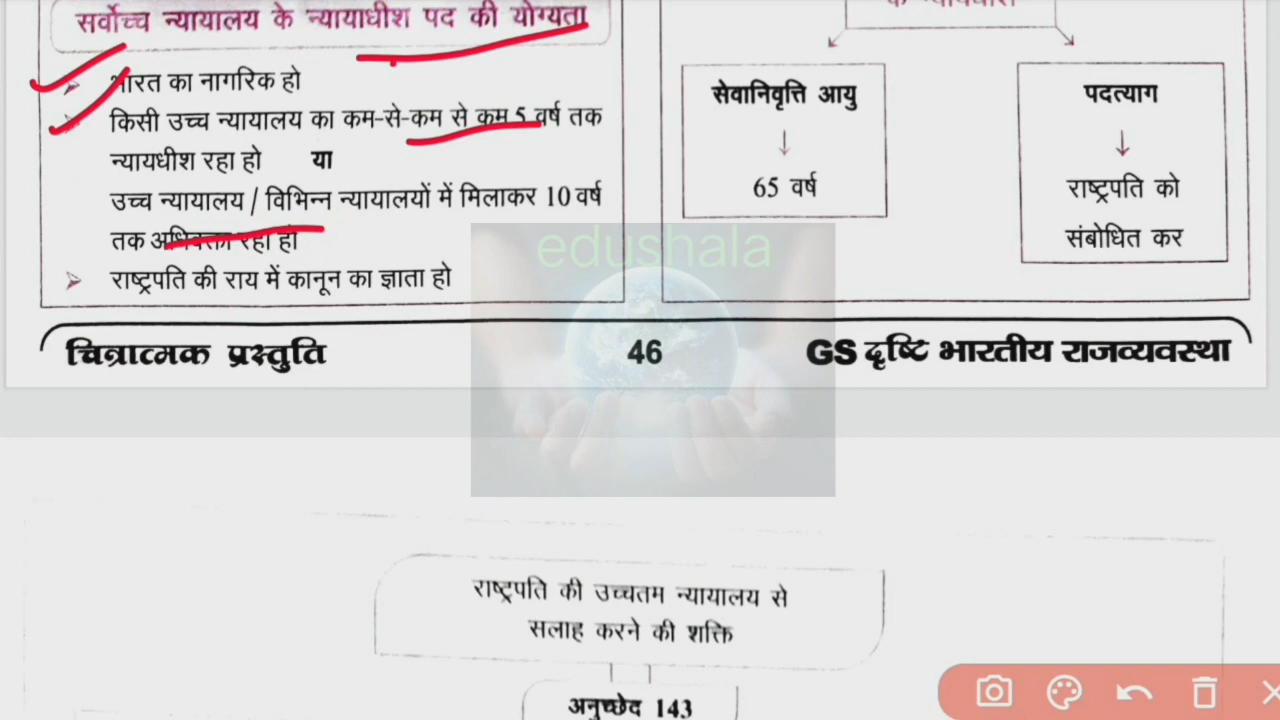 सर्वोच्च न्यायालय के न्यायाधीश पद की योग्यता
भारत का नागरिक हो
किसी उच्च न्यायालय का कम-से-कम से कम 5 वर्ष तक
न्यायधीश रहा हो या
उच्च न्यायालय / विभिन्न न्यायालयों में मिलाकर 10 वर्ष
तक अधिवक्ता रहा हो
राष्ट्रपति की राय में कानून का ज्ञाता हो
सेवानिवृत्ति आयु
65 वर्ष
पदत्याग
राष्ट्रपति को
संबोधित कर
edushala
चित्रात्मक प्रस्तुति
46
GS दृष्टि भारतीय राजव्यवस्था
राष्ट्रपति की उच्चतम न्यायालय से
सलाह करने की शक्ति
अनुच्छेद 143